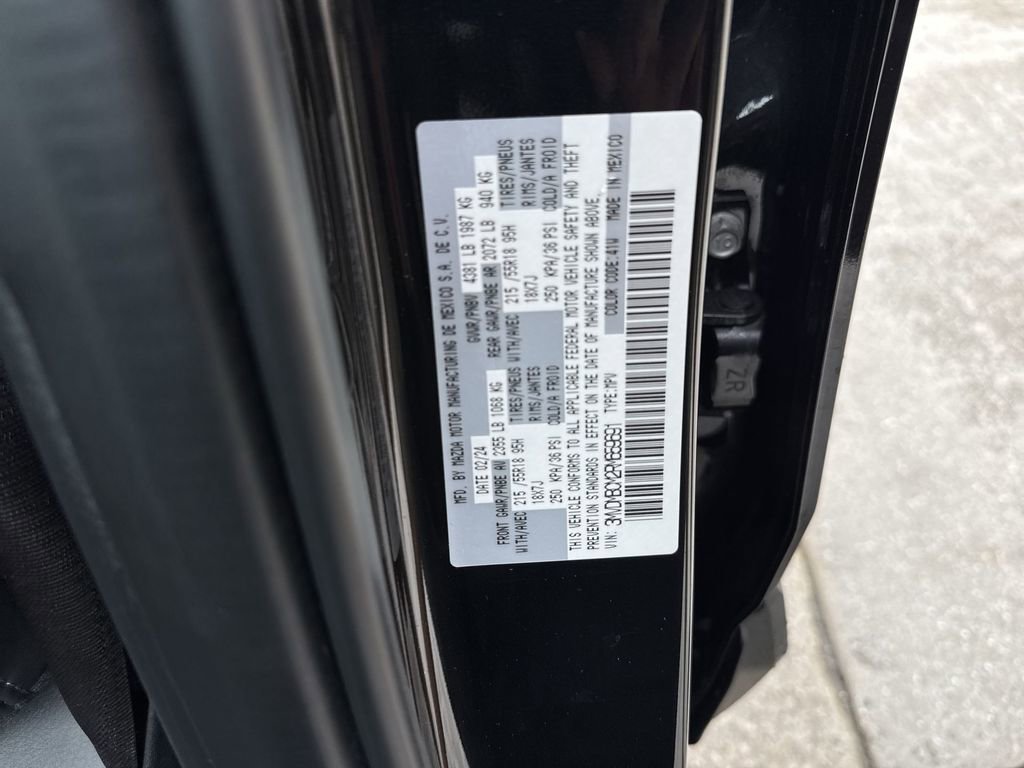 MFD. BY MAZDA MOTOR MANUFACTURING DE MEXICO S.A. DE C.V.
DATE 02/24 GVWR/PNBV 4381 LB 1987 KG
FRONT GAWR/PNBE AV 2355 LB 1068 KG REAR GAWR/PNBE AR 2072 LB 940 KG
WITH/AVEC 215/55R18 95H TIRES/PNEUS WITH/AVEC 215/55R18 95H TIRES/PNEUS
18X7J RIMS/JANTES 18X7J RIMS/JANTES
250 KPA/36 PSI COLD/A FROID 250 KPA/36 PSI COLD/A FROID
THIS VEHICLE CONFORMS TO ALL APPLICABLE FEDERAL MOTOR VEHICLE SAFETY AND THEFT
PREVENTION STANDARDS IN EFFECT ON THE DATE OF MANUFACTURE SHOWN ABOVE.
VIN: TYPE:MPV COLOR CODE:41W MADE IN MEXICO
ZR